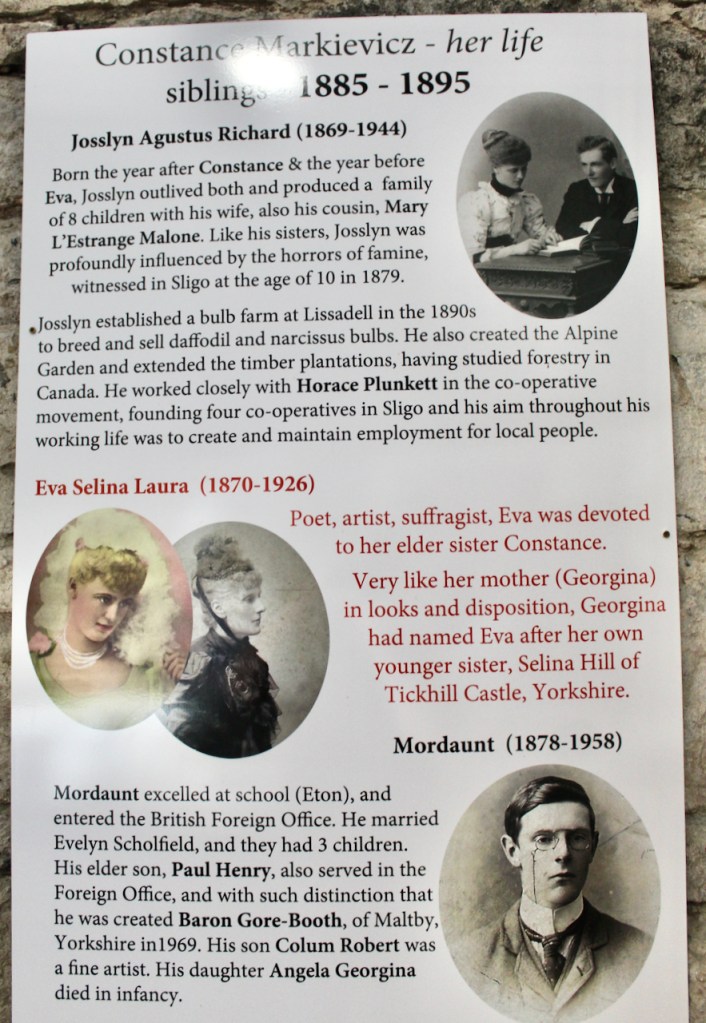 Constance Markievicz - her life
siblings 1885 - 1895
Josslyn Agustus Richard (1869-1944)
Born the year after Constance & the year before
Eva, Josslyn outlived both and produced a family
of 8 children with his wife, also his cousin, Mary
L'Estrange Malone. Like his sisters, Josslyn was
profoundly influenced by the horrors of famine,
witnessed in Sligo at the age of 10 in 1879.
Josslyn established a bulb farm at Lissadell in the 1890s
to breed and sell daffodil and narcissus bulbs. He also created the Alpine
Garden and extended the timber plantations, having studied forestry in
Canada. He worked closely with Horace Plunkett in the co-operative
movement, founding four co-operatives in Sligo and his aim throughout his
working life was to create and maintain employment for local people.
Eva Selina Laura (1870-1926)
Poet, artist, suffragist, Eva was devoted
to her elder sister Constance.
Very like her mother (Georgina)
in looks and disposition, Georgina
had named Eva after her own
younger sister, Selina Hill of
Tickhill Castle, Yorkshire.
Mordaunt (1878-1958)
Mordaunt excelled at school (Eton), and
entered the British Foreign Office. He married
Evelyn Scholfield, and they had 3 children.
His elder son, Paul Henry, also served in the
Foreign Office, and with such distinction that
he was created Baron Gore-Booth, of Maltby,
Yorkshire in1969. His son Colum Robert was
a fine artist. His daughter Angela Georgina
died in infancy.